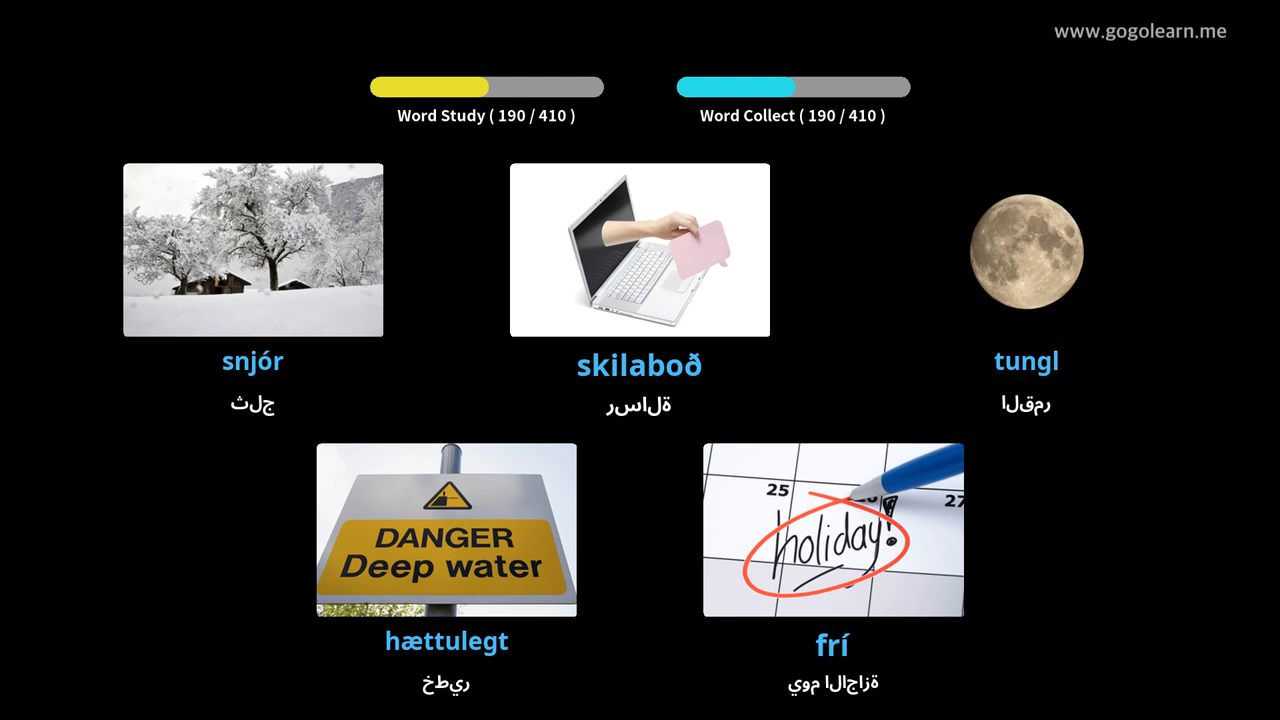 www.gogolearn.me
Word Study ( 190 / 410 )
Word Collect ( 190 / 410 )
snjór
ثلج
skilaboð
رسالة
tungl
القمر
DANGER
Deep water
hættulegt
خطير
25
27
holiday!
frí
يوم الاجازة